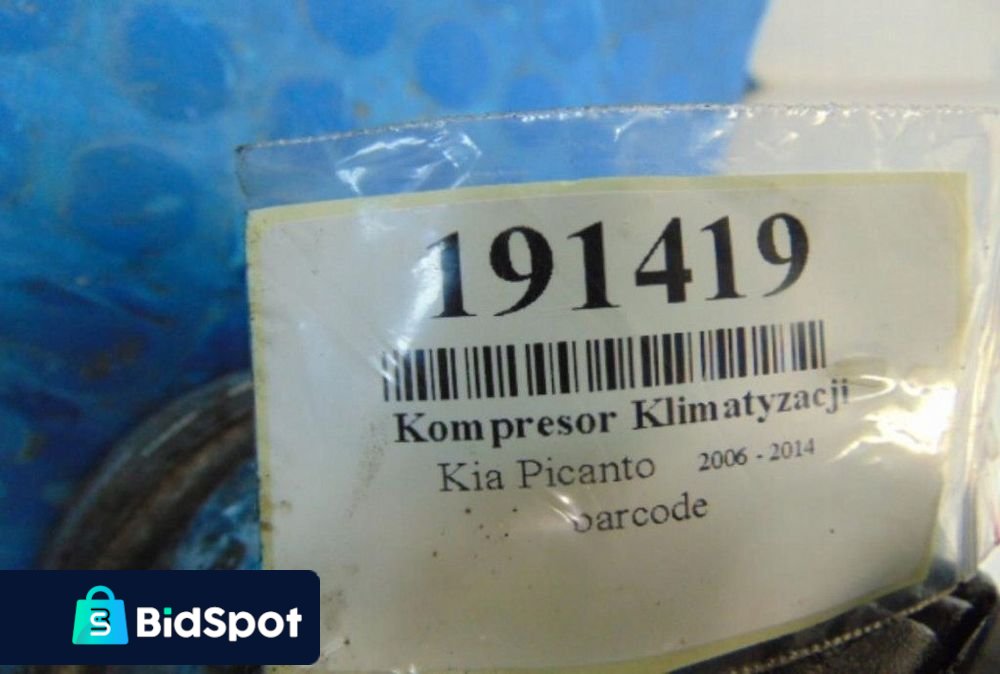 191419
Kompresor Klimatyzacji
Kia Picanto 2006 - 2014
barcode
BidSpot